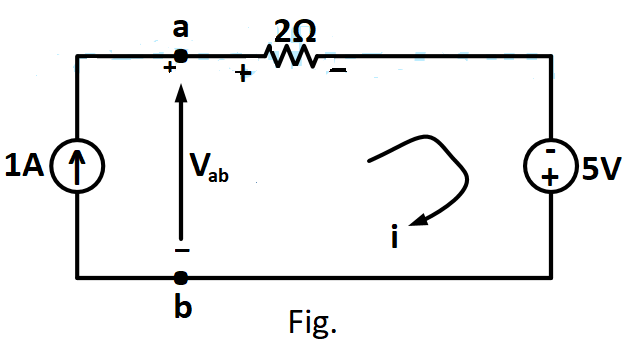 a
2Ω
+
+
−
1A
Vab
-
+
5V
i
−
b
Fig.